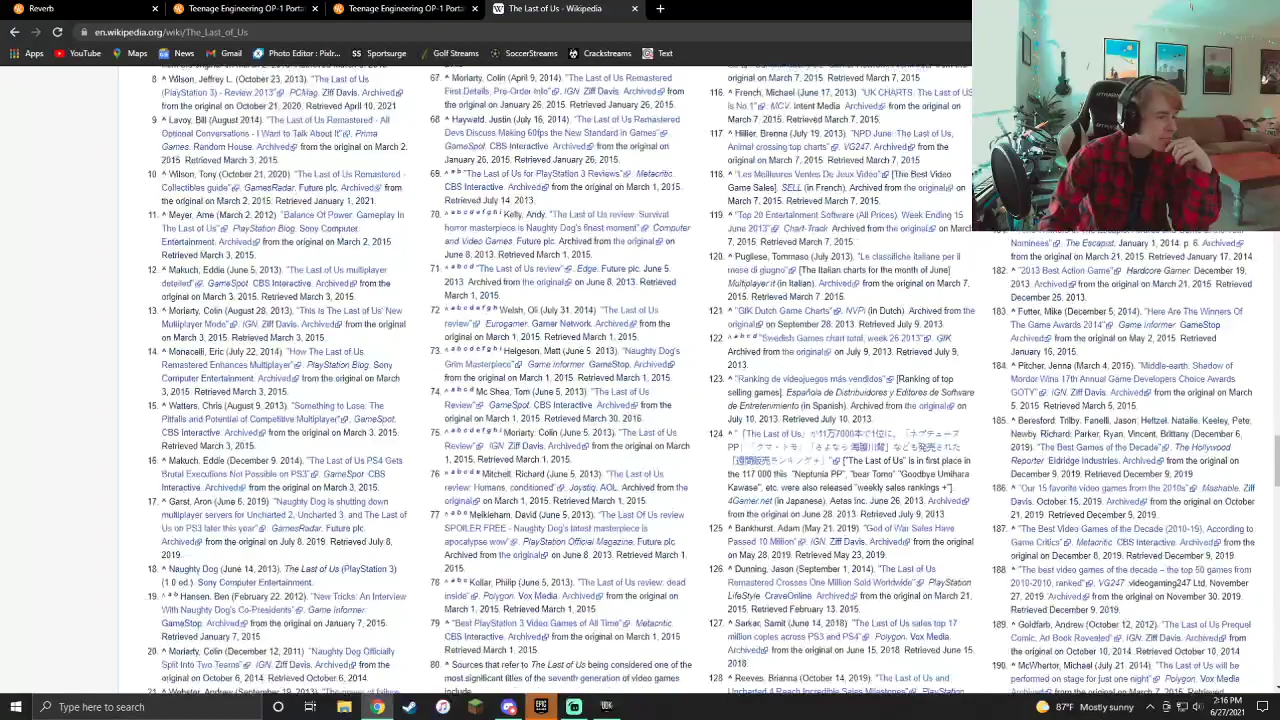 Reverb
Teenage Engineering OP-1 Porta
Teenage Engineering OP-1 Porta
The Last of Us - Wikipedia
en.wikipedia.org/wiki/The_Last_of_Us
Apps
YouTube
Maps
News
Gmail
Photo Editor : Pixlr...
Sportsurge
Golf Streams
SoccerStreams
Crackstreams
Text
8 ^ Wilson, Jeffrey L. (October 23, 2013). "The Last of Us
(PlayStation 3) - Review 2013". PCMag. Ziff Davis. Archived
from the original on October 21, 2020. Retrieved April 10, 2021
9 ^ Lavoy, Bill (August 2014). "The Last of Us Remastered - All
Optional Conversations - I Want to Talk About It". Prima
Games. Random House. Archived from the original on March 2,
2015. Retrieved March 3, 2015.
10. ^ Wilson, Tony (October 21, 2020). "The Last of Us Remastered -
Collectibles guide". GamesRadar. Future plc. Archived from
the original on March 2, 2015. Retrieved January 1, 2021.
11. ^ Meyer, Arne (March 2, 2012). "Balance Of Power: Gameplay In
The Last of Us". PlayStation Blog. Sony Computer
Entertainment. Archived from the original on March 2, 2015
Retrieved March 3, 2015.
12. ^ Makuch, Eddie (June 12, 2013). "The Last of Us multiplayer
detailed". GameSpot. CBS Interactive. Archived from the
original on March 3, 2015. Retrieved March 3, 2015.
13. ^ Moriarty, Colin (August 28, 2013). "This Is The Last of Us' New
Multiplayer Mode". IGN. Ziff Davis. Archived from the original
on March 3, 2015. Retrieved March 3, 2015.
14. ^ Monacelli, Eric (July 22, 2014). "How The Last of Us
Remastered Enhances Multiplayer". PlayStation Blog. Sony
Computer Entertainment. Archived from the original on March
3, 2015. Retrieved March 3, 2015.
15. ^ Watters, Chris (August 9, 2013). "Something to Lose: The
Pitfalls and Potential of Competitive Multiplayer". GameSpot.
CBS Interactive. Archived from the original on March 3, 2015.
Retrieved March 3, 2015.
16. ^ Makuch, Eddie (December 9, 2014). "The Last of Us PS4 Gets
Brutal Executions Not Possible on PS3". GameSpot. CBS
Interactive. Archived from the original on March 3, 2015.
17. ^ Garst, Aron (June 5, 2019). "Naughty Dog is shutting down
multiplayer servers for Uncharted 2, Uncharted 3, and The Last of
Us on PS3 later this year". GamesRadar. Future plc.
Archived from the original on July 8, 2019. Retrieved July 8,
2019.
18. ^ Naughty Dog (June 14, 2013). The Last of Us (PlayStation 3)
(1.0 ed.). Sony Computer Entertainment.
19. ^ a b Hansen, Ben (February 22, 2012). "New Tricks: An Interview
With Naughty Dog's Co-Presidents". Game Informer.
GameStop. Archived from the original on January 7, 2015.
Retrieved January 7, 2015
20. ^ Moriarty, Colin (December 12, 2011). "Naughty Dog Officially
Split Into Two Teams". IGN. Ziff Davis. Archived from the
original on October 6, 2014. Retrieved October 6, 2014.
67. ^ Moriarty, Colin (April 9, 2014). "The Last of Us Remastered
First Details, Pre-Order Info". IGN. Ziff Davis. Archived from
the original on January 26, 2015. Retrieved January 26, 2015.
68. ^ Haywald, Justin (July 16, 2014). "The Last of Us Remastered
Devs Discuss Making 60fps the New Standard in Games".
GameSpot. CBS Interactive. Archived from the original on
January 26, 2015. Retrieved January 26, 2015.
69. ^ a b "The Last of Us for PlayStation 3 Reviews". Metacritic.
CBS Interactive. Archived from the original on March 1, 2015.
Retrieved July 14, 2013.
70. ^ a b c d e f g h i Kelly, Andy. "The Last of Us review: Survival
horror masterpiece is Naughty Dog's finest moment". Computer
and Video Games. Future plc. Archived from the original on
June 8, 2013. Retrieved March 1, 2015.
71. ^ a b c d "The Last of Us review". Edge. Future plc. June 5,
2013. Archived from the original on June 8, 2013. Retrieved
March 1, 2015.
72. ^ a b c d e f g h Welsh, Oli (July 31, 2014). "The Last of Us
review". Eurogamer. Gamer Network. Archived from the
original on March 1, 2015. Retrieved March 1, 2015.
73. ^ a b c d e f g h i Helgeson, Matt (June 5, 2013). "Naughty Dog's
Grim Masterpiece". Game Informer. GameStop. Archived
from the original on March 1, 2015. Retrieved March 1, 2015.
74. ^ a b c d Mc Shea, Tom (June 5, 2013). "The Last of Us
Review". GameSpot. CBS Interactive. Archived from the
original on March 1, 2015. Retrieved March 30, 2016.
75. ^ a b c d e f g h i Moriarty, Colin (June 5, 2013). "The Last of Us
Review". IGN. Ziff Davis. Archived from the original on March
1, 2015. Retrieved March 1, 2015.
76. ^ a b c d e f g h i Mitchell, Richard (June 5, 2013). "The Last of Us
review: Humans, conditioned". Joystiq. AOL. Archived from the
original on March 1, 2015. Retrieved March 1, 2015.
77. ^ Meikleham, David (June 5, 2013). "The Last Of Us review
SPOILER FREE - Naughty Dog's latest masterpiece is
apocalypse wow". PlayStation Official Magazine. Future plc.
Archived from the original on June 8, 2013. Retrieved March 1,
2015.
78. ^ a b c Kollar, Philip (June 5, 2013). "The Last of Us review: dead
inside". Polygon. Vox Media. Archived from the original on
March 1, 2015. Retrieved March 1, 2015
79. ^ "Best PlayStation 3 Video Games of All Time". Metacritic.
CBS Interactive. Archived from the original on March 1, 2015.
Retrieved March 1, 2015.
80. ^ Sources that refer to The Last of Us being considered one of the
most significant titles of the seventh generation of video games
include:
original on March 7, 2015. Retrieved March 7, 2015.
116. ^ French, Michael (June 17, 2013). "UK CHARTS: The Last of US
is No.1". MCV. Intent Media. Archived from the original on
March 7, 2015. Retrieved March 7, 2015.
117. ^ Hillier, Brenna (July 19, 2013). "NPD June: The Last of Us,
Animal crossing top charts". VG247. Archived from the original
on March 7, 2015. Retrieved March 7, 2015.
118. ^ "Les Meilleures Ventes De Jeux Vidéo" [The Best Video
Game Sales]. SELL (in French). Archived from the original on
March 7, 2015. Retrieved March 7, 2015.
119. ^ "Top 20 Entertainment Software (All Prices), Week Ending 15
June 2013". Chart-Track. Archived from the original on March
7, 2015. Retrieved March 7, 2015.
120. ^ Pugliese, Tommaso (July 2013). "Le classifiche italiane per il
mese di giugno" [The Italian charts for the month of June].
Multiplayer.it (in Italian). Archived from the original on March
7, 2015. Retrieved March 7, 2015.
121. ^ "GfK Dutch Game Charts". NVPI (in Dutch). Archived from the
original on September 28, 2013. Retrieved July 9, 2013.
122. ^ a b c d "Swedish Games chart total, week 26 2013". GfK.
Archived from the original on July 9, 2013. Retrieved July 9,
2013.
123. ^ "Ranking de videojuegos más vendidos" [Ranking of top
selling games]. Española de Distribuidores y Editores de Software
de Entretenimiento (in Spanish). Archived from the original on
July 10, 2013. Retrieved July 10, 2013.
["The Last of Us" is in first place in
the 117,000 this "Neptunia PP", "bear Tomo" "Goodbye Umihara
Kawase", etc. were also released "weekly sales rankings +"].
4Gamer.net (in Japanese). Aetas Inc. June 26, 2013. Archived
from the original on June 28, 2013. Retrieved July 9, 2013
125. ^ Bankhurst, Adam (May 21, 2019). "God of War Sales Have
Passed 10 Million". IGN. Ziff Davis. Archived from the original
on May 28, 2019. Retrieved May 23, 2019.
126. ^ Dunning, Jason (September 1, 2014). "The Last of Us
Remastered Crosses One Million Sold Worldwide". PlayStation
LifeStyle. CraveOnline. Archived from the original on March 21,
2015. Retrieved February 13, 2015.
127. ^ Sarkar, Samit (June 14, 2018). "The Last of Us sales top 17
million copies across PS3 and PS4". Polygon. Vox Media.
Archived from the original on June 15, 2018. Retrieved June 15,
2018.
128. ^ Reeves, Brianna (October 14, 2019). "The Last of Us and
Uncharted 4 Reach Incredible Sales Milestones". PlayStation
Nominees". The Escapist. January 1, 2014. p. 6. Archived
from the original on March 21, 2015. Retrieved January 17, 2014.
182. ^ "2013 Best Action Game". Hardcore Gamer. December 19,
2013. Archived from the original on March 21, 2015. Retrieved
December 25, 2013.
183. ^ Futter, Mike (December 5, 2014). "Here Are The Winners Of
The Game Awards 2014". Game Informer. GameStop.
Archived from the original on May 2, 2015. Retrieved
January 16, 2015.
184. ^ Pitcher, Jenna (March 4, 2015). "Middle-earth: Shadow of
Mordor Wins 17th Annual Game Developers Choice Awards
GOTY". IGN. Ziff Davis. Archived from the original on March
5, 2015. Retrieved March 5, 2015.
185. ^ Beresford, Trilby; Fanelli, Jason; Heltzel, Natalie; Keeley, Pete;
Newby, Richard; Parker, Ryan; Vincent, Brittany (December 6,
2019). "The Best Games of the Decade". The Hollywood
Reporter. Eldridge Industries. Archived from the original on
December 9, 2019. Retrieved December 9, 2019
186. ^ "Our 15 favorite video games from the 2010s". Mashable. Ziff
Davis. October 15, 2019. Archived from the original on October
21, 2019. Retrieved December 9, 2019.
187. ^ "The Best Video Games of the Decade (2010-19), According to
Game Critics". Metacritic. CBS Interactive. Archived from the
original on December 8, 2019. Retrieved December 9, 2019.
188. ^ "The best video games of the decade – the top 50 games from
2010-2019, ranked". VG247. videogaming247 Ltd. November
27, 2019. Archived from the original on November 30, 2019.
Retrieved December 9, 2019.
189. ^ Goldfarb, Andrew (October 12, 2012). "The Last of Us Prequel
Comic, Art Book Revealed". IGN. Ziff Davis. Archived from
the original on October 10, 2014. Retrieved October 10, 2014
190. ^ McWhertor, Michael (July 21, 2014). "The Last of Us will be
performed on stage for just one night". Polygon. Vox Media.
Type here to search
87°F Mostly sunny
2:16 PM
6/27/2021